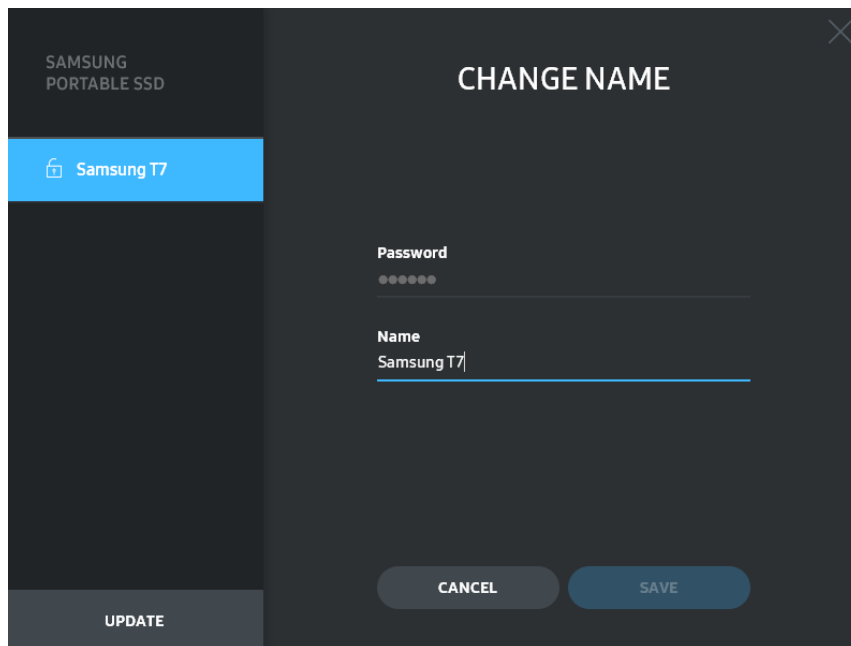 SAMSUNG
PORTABLE SSD
Samsung T7
UPDATE
CHANGE NAME
Password
●●●●●●
Name
Samsung T7
CANCEL
SAVE